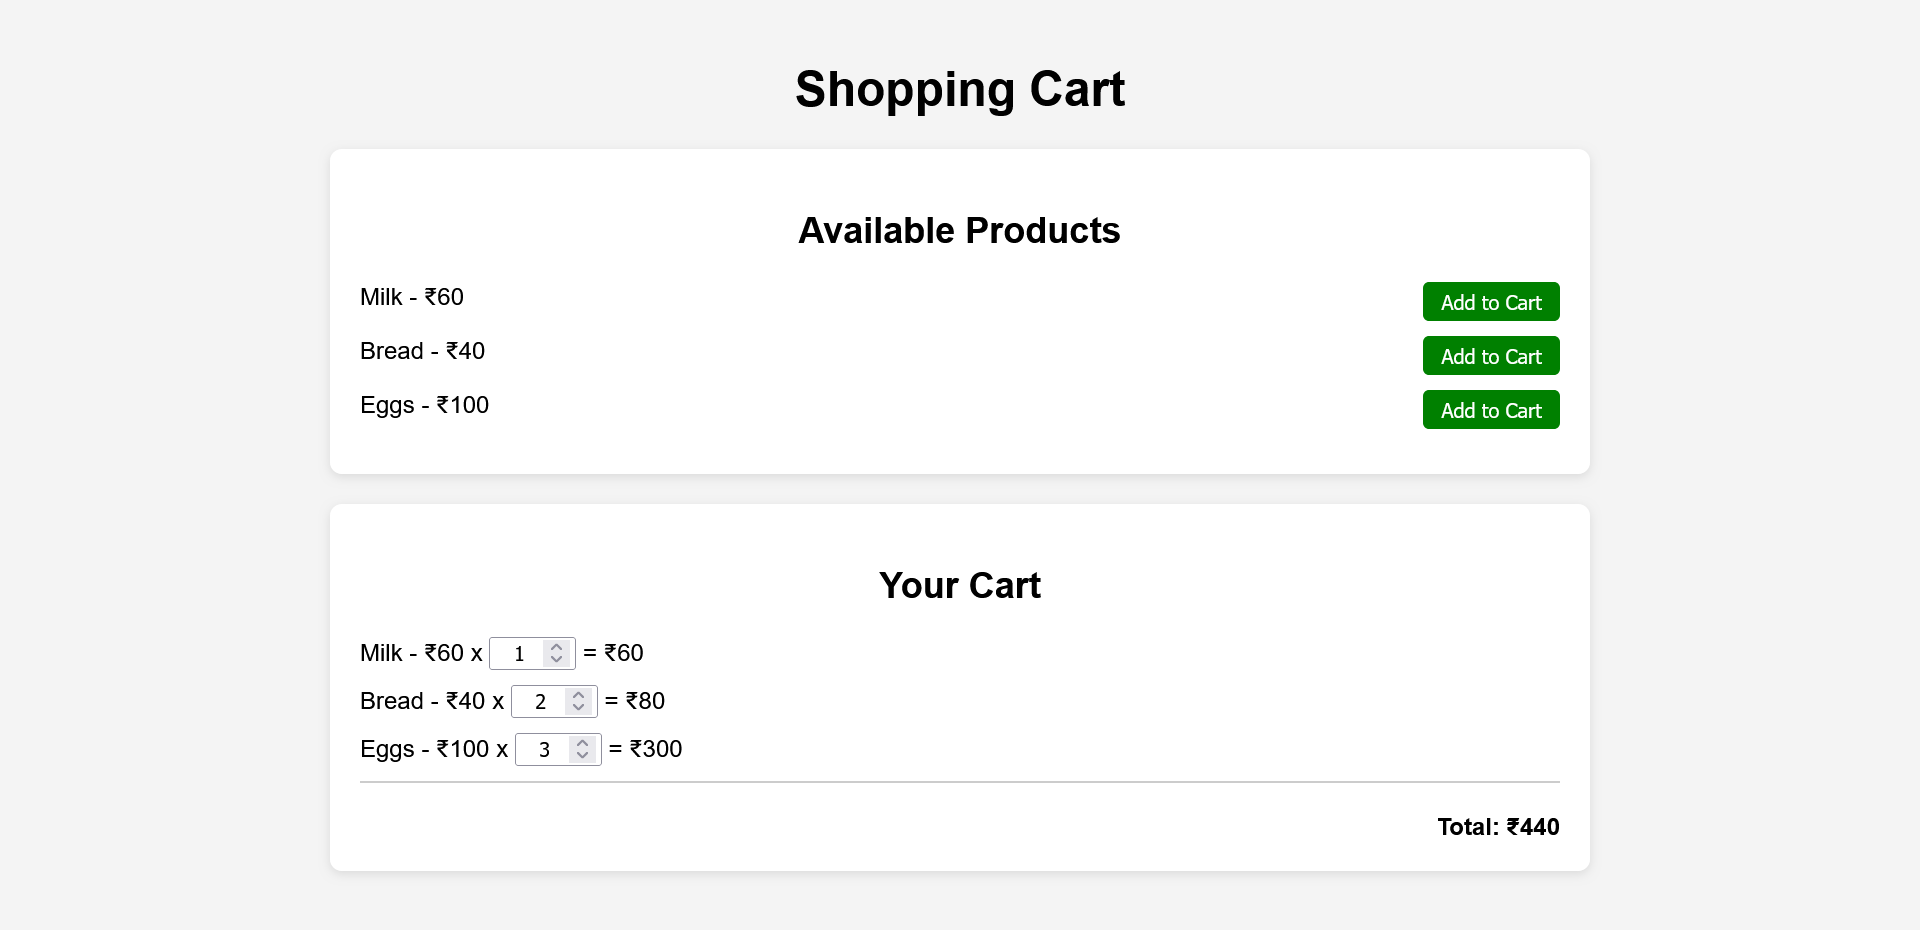 Shopping Cart
Available Products
Milk - ₹60 Add to Cart
Bread - ₹40 Add to Cart
Eggs - ₹100 Add to Cart
Your Cart
Milk - ₹60 x 1 = ₹60
Bread - ₹40 x 2 = ₹80
Eggs - ₹100 x 3 = ₹300
Total: ₹440